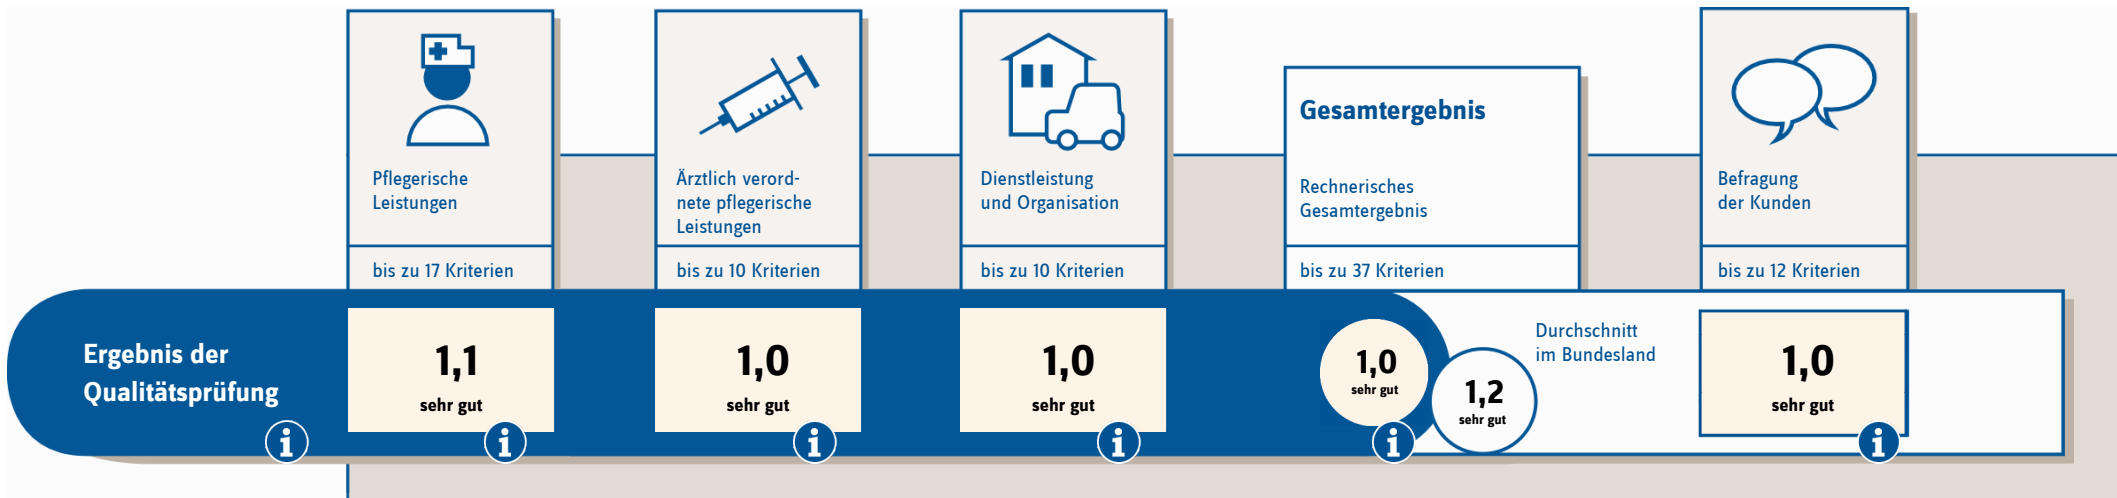 Pflegerische
Leistungen
bis zu 17 Kriterien
Ärztlich verord-
nete pflegerische
Leistungen
bis zu 10 Kriterien
Dienstleistung
und Organisation
bis zu 10 Kriterien
Gesamtergebnis
Rechnerisches
Gesamtergebnis
bis zu 37 Kriterien
Befragung
der Kunden
bis zu 12 Kriterien
Ergebnis der
Qualitätsprüfung
i
1,1
sehr gut
i
1,0
sehr gut
i
1,0
sehr gut
i
1,0
sehr gut
i
1,2
sehr gut
Durchschnitt
im Bundesland
1,0
sehr gut
i